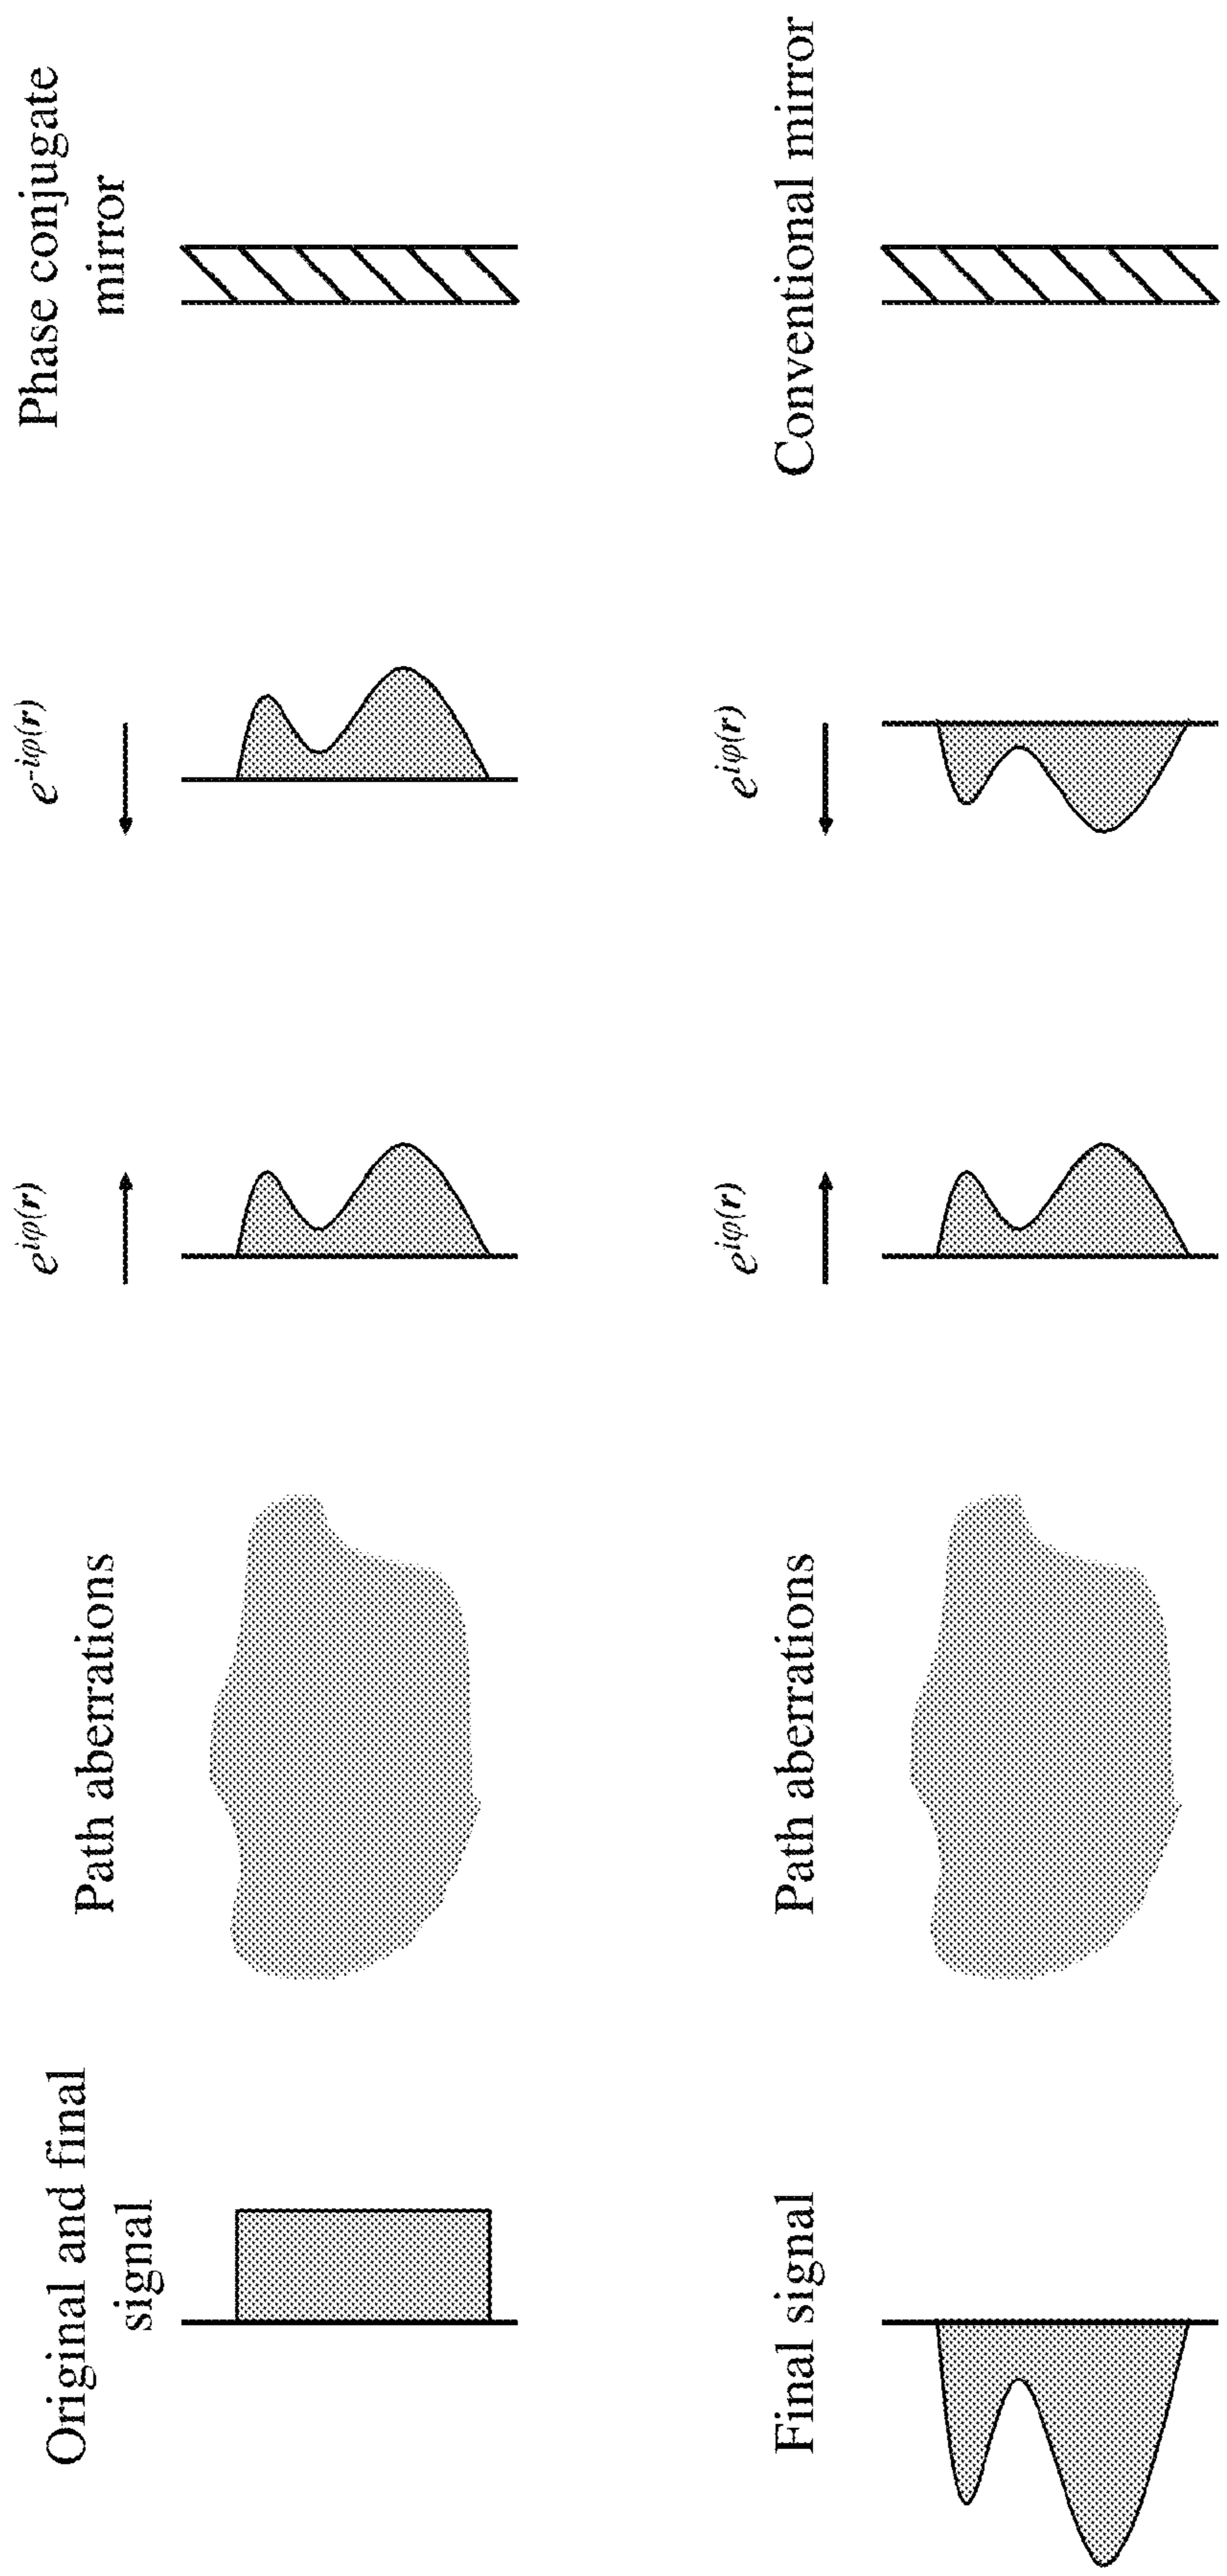 Original and final
signal
Path aberrations
e^{iφ(r)}
e^{-iφ(r)}
Phase conjugate
mirror
Final signal
Path aberrations
e^{iφ(r)}
e^{iφ(r)}
Conventional mirror